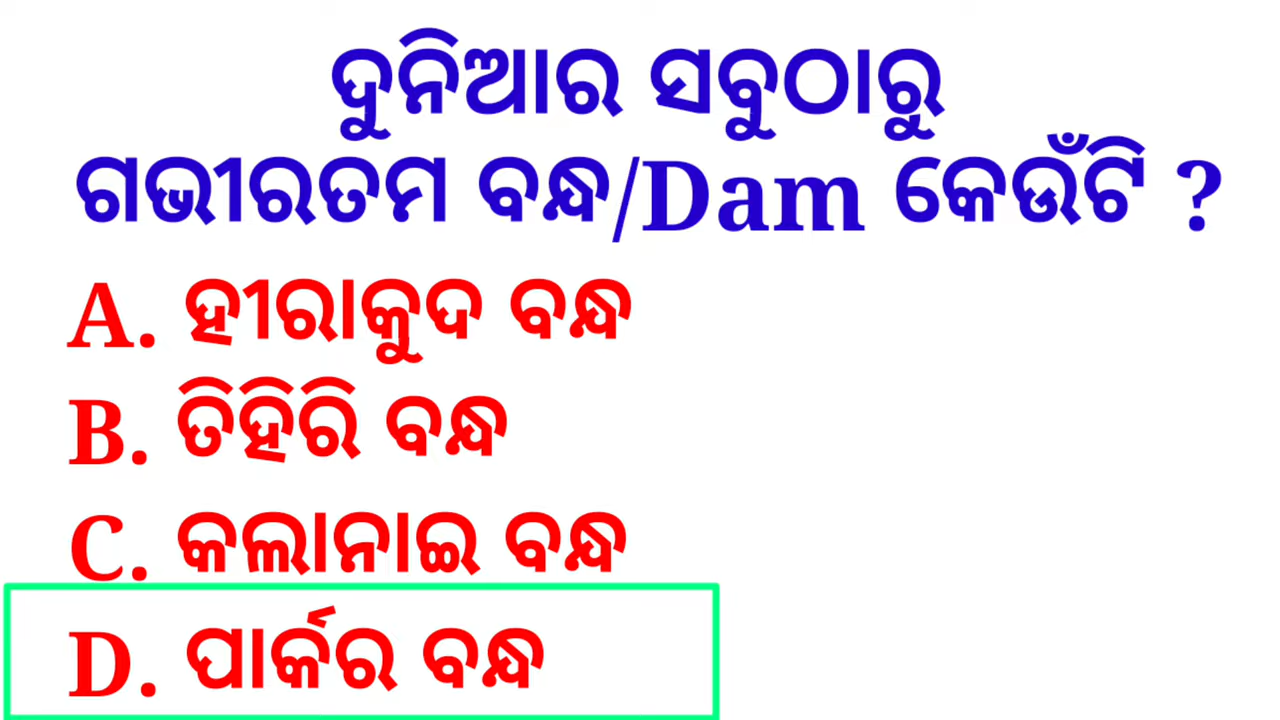 ଦୁନିଆର ସବୁଠାରୁ
ଗଭୀରତମ ବନ୍ଧ/Dam କେଉଁଟି ?
A. ହୀରାକୁଦ ବନ୍ଧ
B. ତିହିରି ବନ୍ଧ
C. କଲାନାଇ ବନ୍ଧ
D. ପାର୍କର ବନ୍ଧ